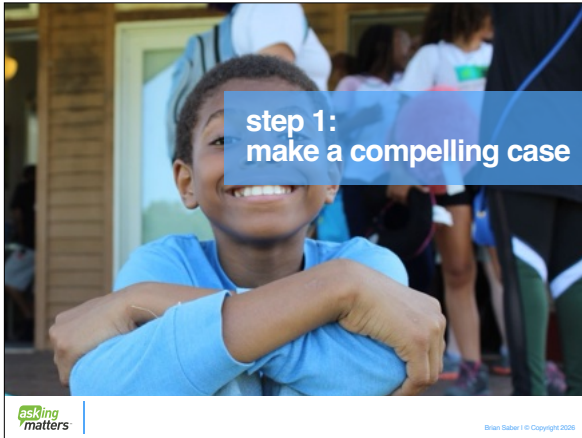 step 1:
make a compelling case
asking
matters
Brian Saber I © Copyright 2026